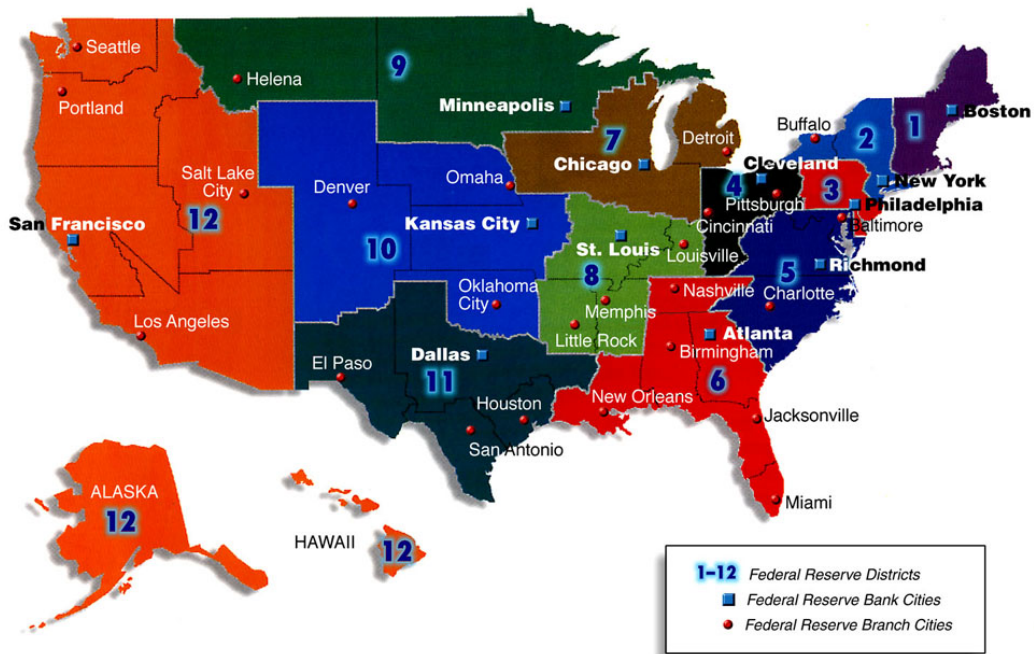 Seattle
Portland
Helena
9
Minneapolis
7
Chicago
Detroit
Buffalo
2
1
Boston
Cleveland
4
Pittsburgh
3
New York
Philadelphia
Baltimore
Cincinnati
Salt Lake
City
12
San Francisco
Los Angeles
Denver
Omaha
Kansas City
10
Oklahoma
City
St. Louis
8
Louisville
Memphis
Little Rock
5
Richmond
Charlotte
Nashville
Atlanta
Birmingham
6
El Paso
Dallas
11
Houston
San Antonio
New Orleans
Jacksonville
Miami
ALASKA
12
HAWAII
12
1–12 Federal Reserve Districts
Federal Reserve Bank Cities
Federal Reserve Branch Cities